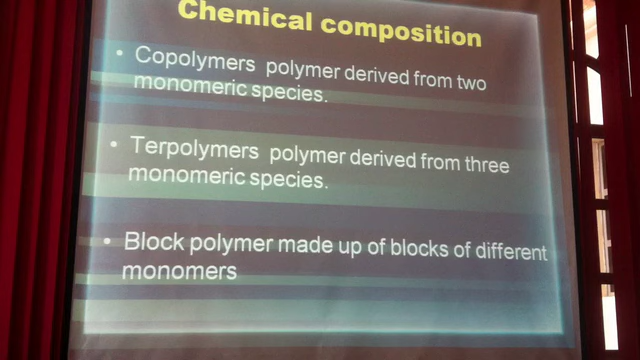 Chemical composition
• Copolymers polymer derived from two
monomeric species.
• Terpolymers polymer derived from three
monomeric species.
• Block polymer made up of blocks of different
monomers